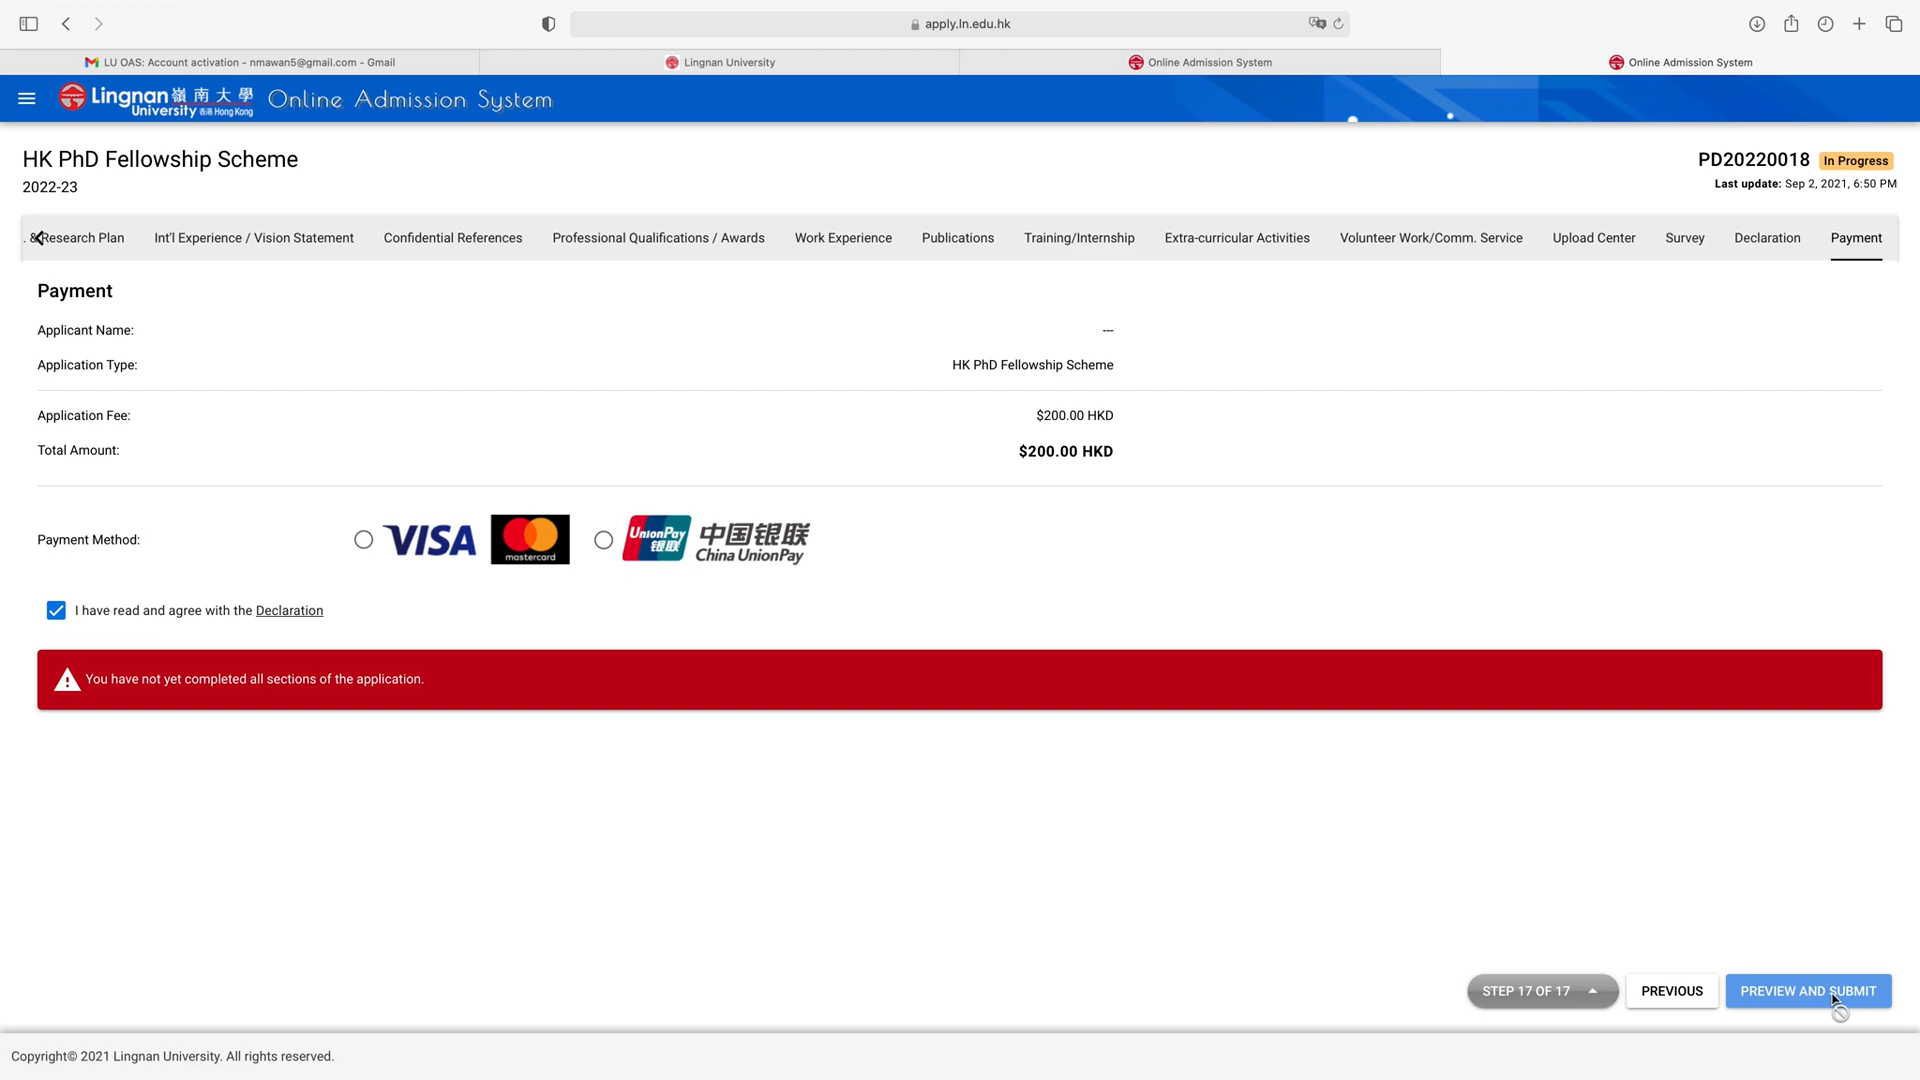 apply.ln.edu.hk
LU OAS: Account activation - nmawan5@gmail.com - Gmail
Lingnan University
Online Admission System
Online Admission System
Lingnan 嶺南大學
University 香港 Hong Kong
Online Admission System
HK PhD Fellowship Scheme
2022-23
PD20220018 In Progress
Last update: Sep 2, 2021, 6:50 PM
. & Research Plan
Int'l Experience / Vision Statement
Confidential References
Professional Qualifications / Awards
Work Experience
Publications
Training/Internship
Extra-curricular Activities
Volunteer Work/Comm. Service
Upload Center
Survey
Declaration
Payment
Payment
Applicant Name: ---
Application Type: HK PhD Fellowship Scheme
Application Fee: $200.00 HKD
Total Amount: $200.00 HKD
Payment Method:
VISA
mastercard
UnionPay
银联
中国银联
China UnionPay
I have read and agree with the Declaration
You have not yet completed all sections of the application.
STEP 17 OF 17
PREVIOUS
PREVIEW AND SUBMIT
Copyright© 2021 Lingnan University. All rights reserved.